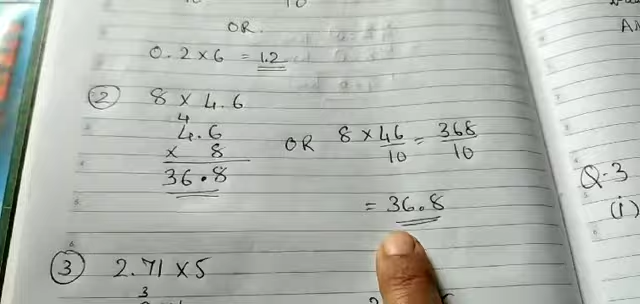 10
OR
0.2 x 6 = 1.2
② 8 x 4.6
4
4.6
x 8
36.8
OR 8 x 46/10 = 368/10
= 36.8
③ 2.71 x 5
3
Q-3
(i)